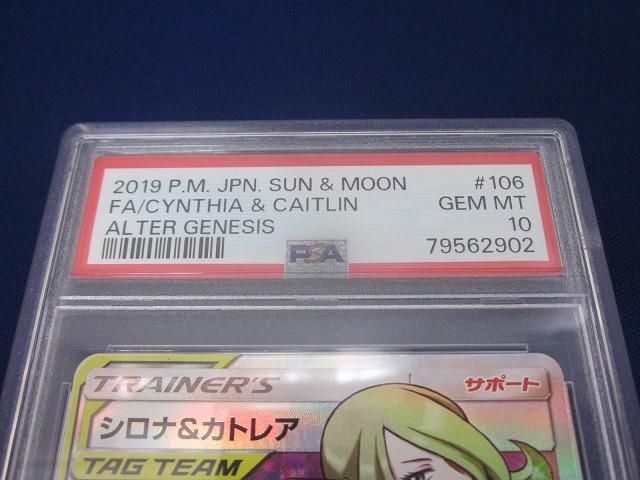 2019 P.M. JPN. SUN & MOON #106
FA/CYNTHIA & CAITLIN GEM MT
ALTER GENESIS 10
PSA 79562902
TRAINER'S サポート
シロナ&カトレア
TAG TEAM